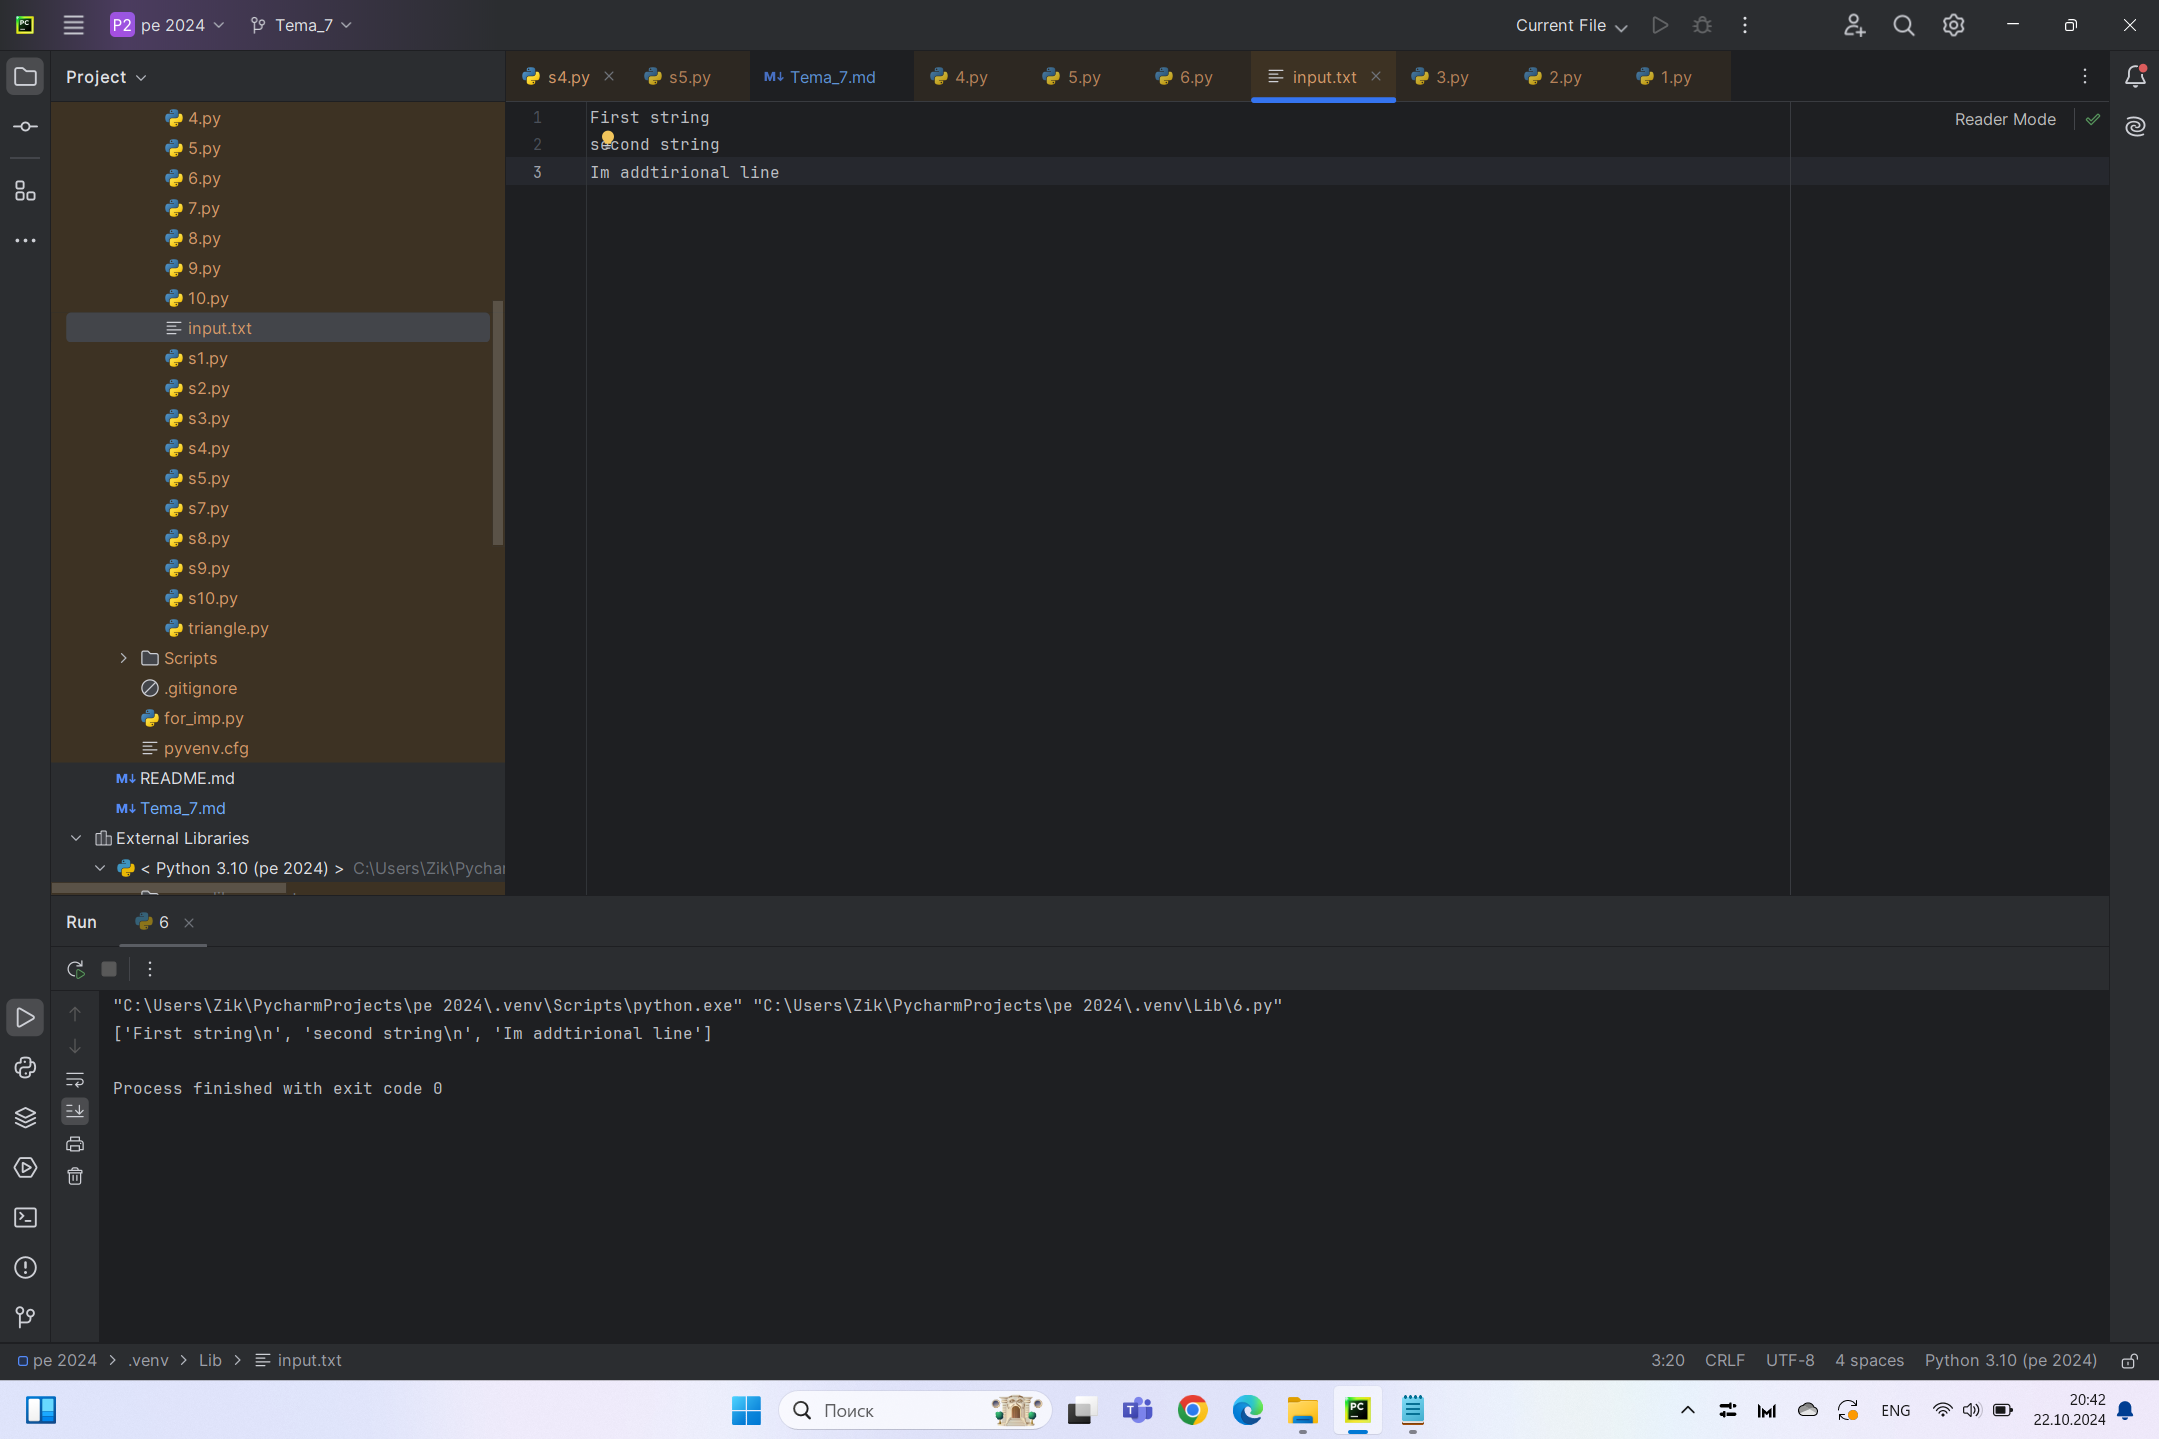 P2 pe 2024 Tema_7 Current File
Project
s4.py s5.py M↓ Tema_7.md 4.py 5.py 6.py input.txt 3.py 2.py 1.py
4.py
5.py
6.py
7.py
8.py
9.py
10.py
input.txt
s1.py
s2.py
s3.py
s4.py
s5.py
s7.py
s8.py
s9.py
s10.py
triangle.py
Scripts
.gitignore
for_imp.py
pyvenv.cfg
M↓ README.md
M↓ Tema_7.md
External Libraries
< Python 3.10 (pe 2024) > C:\Users\Zik\Pychar
1 First string
2 second string
3 Im addtirional line
Reader Mode
Run 6
"C:\Users\Zik\PycharmProjects\pe 2024\.venv\Scripts\python.exe" "C:\Users\Zik\PycharmProjects\pe 2024\.venv\Lib\6.py"
['First string\n', 'second string\n', 'Im addtirional line']
Process finished with exit code 0
pe 2024 > .venv > Lib > input.txt
3:20 CRLF UTF-8 4 spaces Python 3.10 (pe 2024)
Поиск
ENG
20:42
22.10.2024